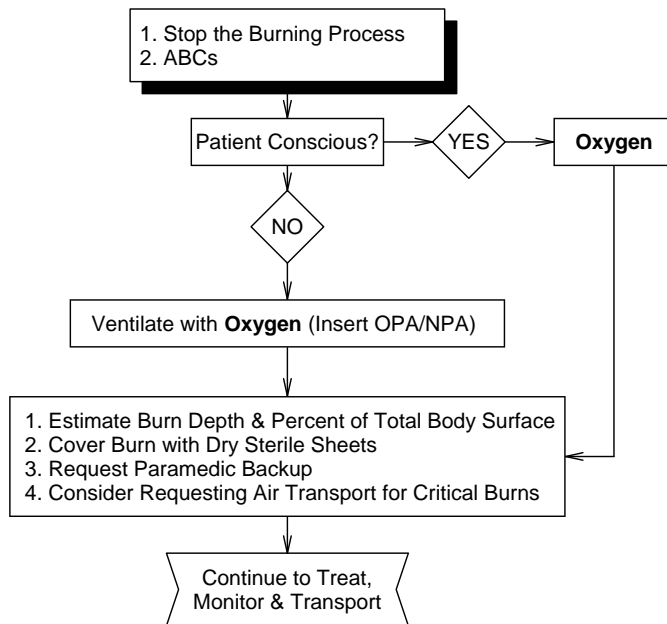 1. Stop the Burning Process
2. ABCs
Patient Conscious?
YES
Oxygen
NO
Ventilate with Oxygen (Insert OPA/NPA)
1. Estimate Burn Depth & Percent of Total Body Surface
2. Cover Burn with Dry Sterile Sheets
3. Request Paramedic Backup
4. Consider Requesting Air Transport for Critical Burns
Continue to Treat,
Monitor & Transport